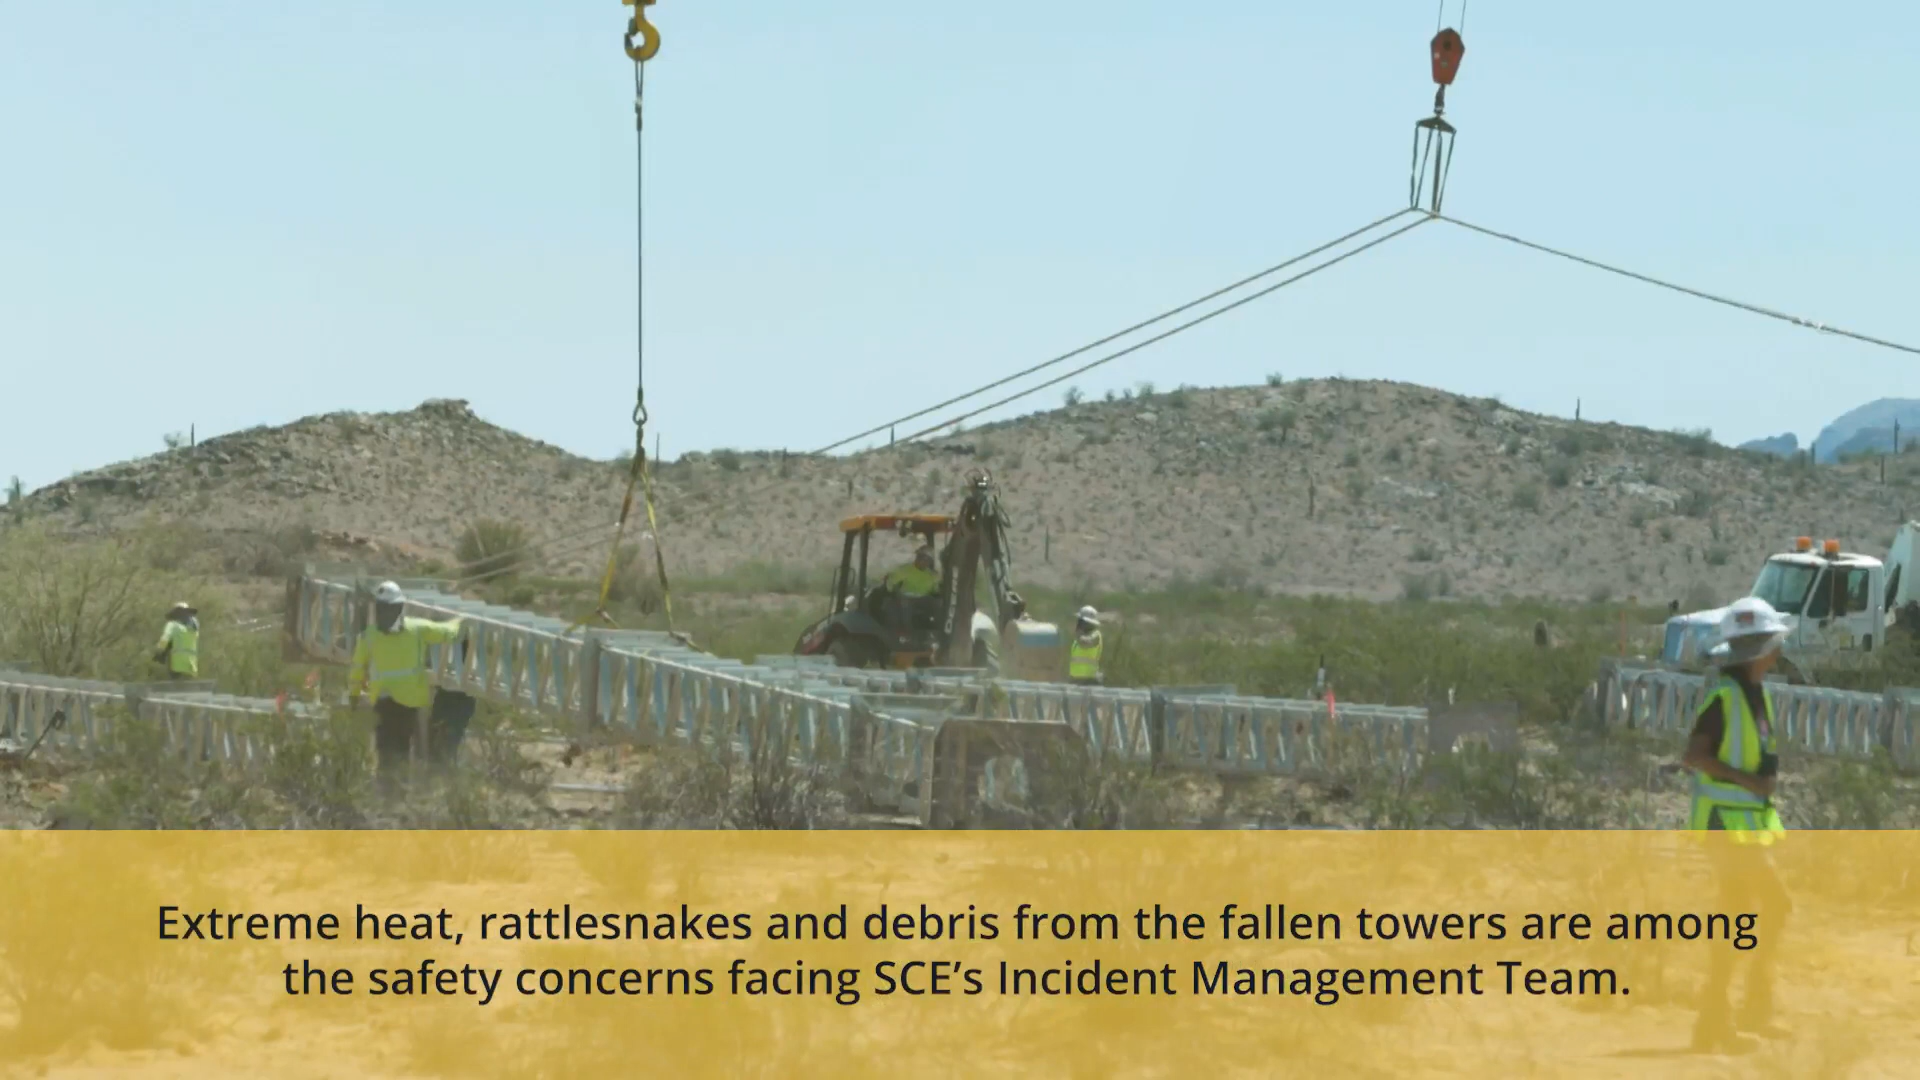 Extreme heat, rattlesnakes and debris from the fallen towers are among
the safety concerns facing SCE’s Incident Management Team.